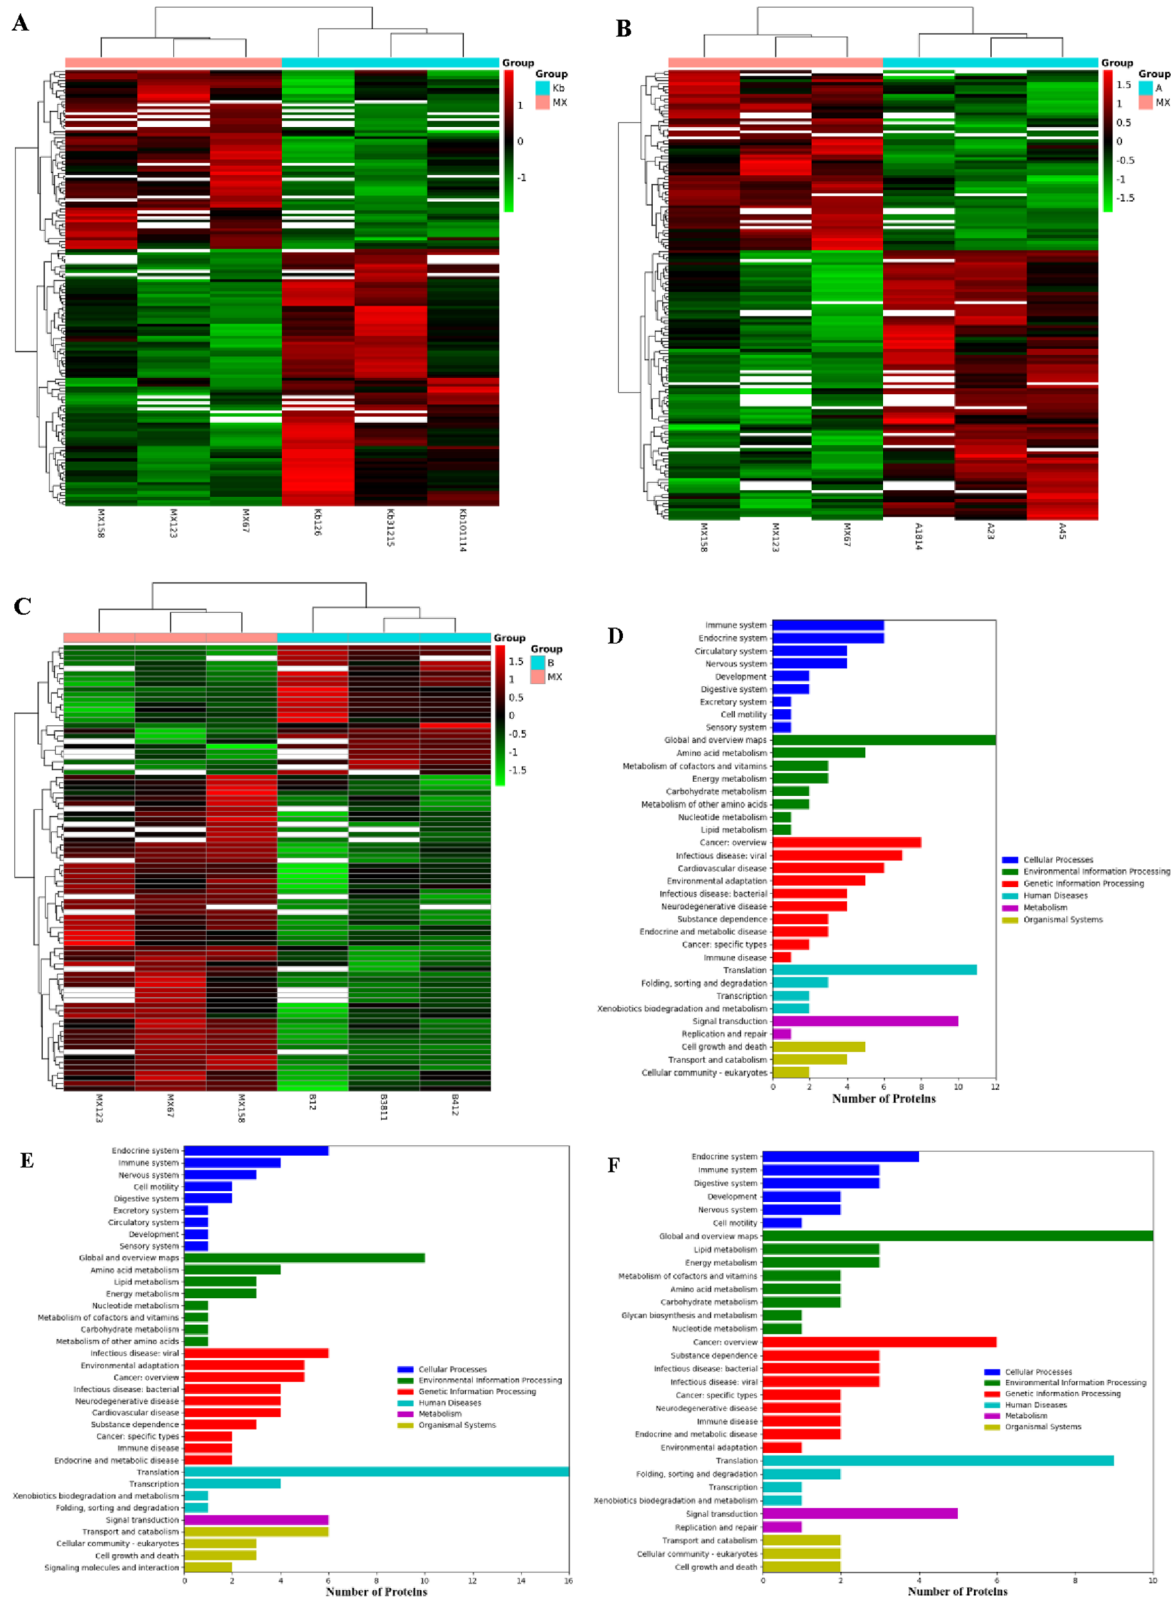 A
Group
1
0
-1
Group
Kb
MX
MX158
MX123
MX67
Kb126
Kb31215
Kb101114
B
Group
1.5
1
0.5
0
-0.5
-1
-1.5
Group
A
MX
MX158
MX123
MX67
A1814
A23
A45
C
Group
1.5
1
0.5
0
-0.5
-1
-1.5
Group
B
MX
MX123
MX67
MX158
B12
B3811
B412
D
Immune system
Endocrine system
Circulatory system
Nervous system
Development
Digestive system
Excretory system
Cell motility
Sensory system
Global and overview maps
Amino acid metabolism
Metabolism of cofactors and vitamins
Energy metabolism
Carbohydrate metabolism
Metabolism of other amino acids
Nucleotide metabolism
Lipid metabolism
Cancer: overview
Infectious disease: viral
Cardiovascular disease
Environmental adaptation
Infectious disease: bacterial
Neurodegenerative disease
Substance dependence
Endocrine and metabolic disease
Cancer: specific types
Immune disease
Translation
Folding, sorting and degradation
Transcription
Xenobiotics biodegradation and metabolism
Signal transduction
Replication and repair
Cell growth and death
Transport and catabolism
Cellular community - eukaryotes
0 2 4 6 8 10 12
Number of Proteins
Cellular Processes
Environmental Information Processing
Genetic Information Processing
Human Diseases
Metabolism
Organismal Systems
E
Endocrine system
Immune system
Nervous system
Cell motility
Digestive system
Excretory system
Circulatory system
Development
Sensory system
Global and overview maps
Amino acid metabolism
Lipid metabolism
Energy metabolism
Nucleotide metabolism
Metabolism of cofactors and vitamins
Carbohydrate metabolism
Metabolism of other amino acids
Infectious disease: viral
Environmental adaptation
Cancer: overview
Infectious disease: bacterial
Neurodegenerative disease
Cardiovascular disease
Substance dependence
Cancer: specific types
Immune disease
Endocrine and metabolic disease
Translation
Transcription
Xenobiotics biodegradation and metabolism
Folding, sorting and degradation
Signal transduction
Transport and catabolism
Cellular community - eukaryotes
Cell growth and death
Signaling molecules and interaction
0 2 4 6 8 10 12 14 16
Number of Proteins
Cellular Processes
Environmental Information Processing
Genetic Information Processing
Human Diseases
Metabolism
Organismal Systems
F
Endocrine system
Immune system
Digestive system
Development
Nervous system
Cell motility
Global and overview maps
Lipid metabolism
Energy metabolism
Metabolism of cofactors and vitamins
Amino acid metabolism
Carbohydrate metabolism
Glycan biosynthesis and metabolism
Nucleotide metabolism
Cancer: overview
Substance dependence
Infectious disease: bacterial
Infectious disease: viral
Cancer: specific types
Neurodegenerative disease
Immune disease
Endocrine and metabolic disease
Environmental adaptation
Translation
Folding, sorting and degradation
Transcription
Xenobiotics biodegradation and metabolism
Signal transduction
Replication and repair
Transport and catabolism
Cellular community - eukaryotes
Cell growth and death
0 2 4 6 8 10
Number of Proteins
Cellular Processes
Environmental Information Processing
Genetic Information Processing
Human Diseases
Metabolism
Organismal Systems